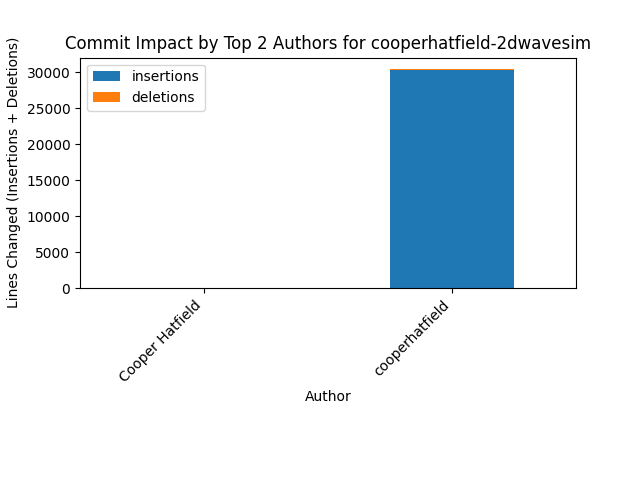 Commit Impact by Top 2 Authors for cooperhatfield-2dwavesim
Lines Changed (Insertions + Deletions)
30000
25000
20000
15000
10000
5000
0
insertions
deletions
Cooper Hatfield
cooperhatfield
Author